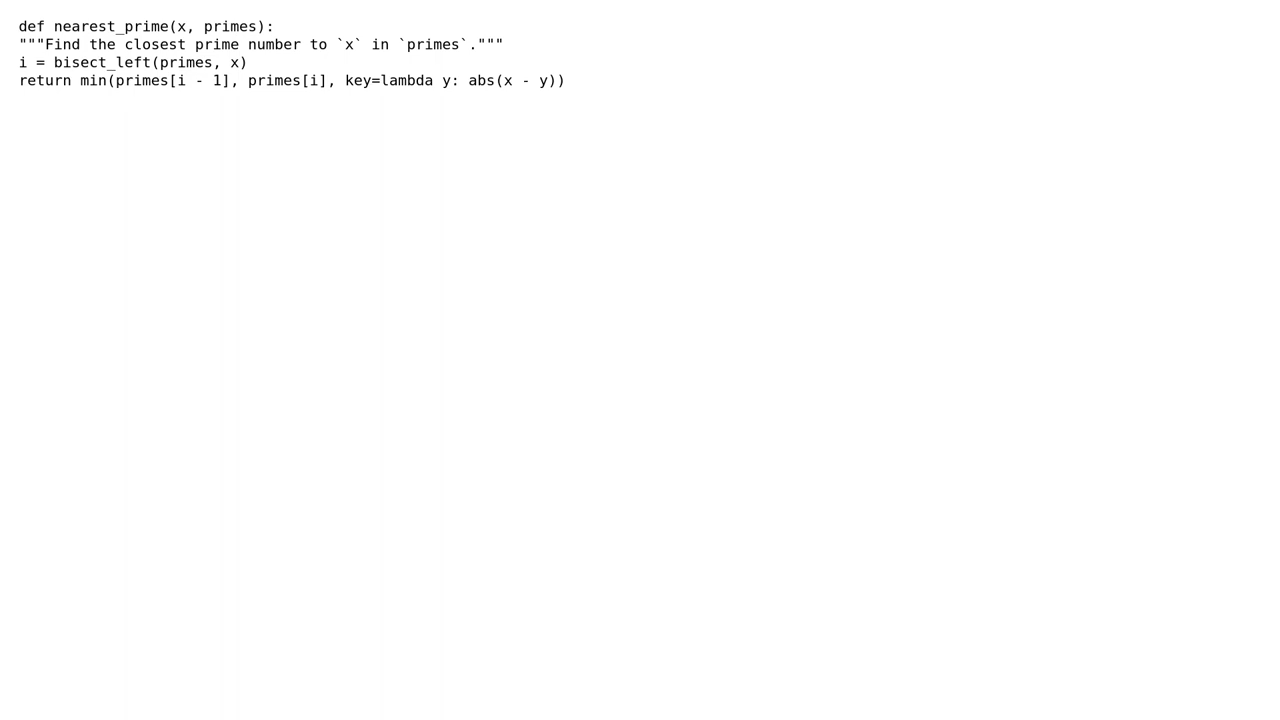 def nearest_prime(x, primes):
"""Find the closest prime number to `x` in `primes`."""
i = bisect_left(primes, x)
return min(primes[i - 1], primes[i], key=lambda y: abs(x - y))